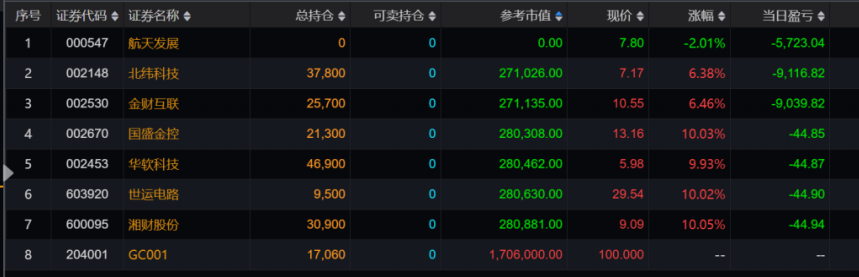 序号 证券代码 证券名称 总持仓 可卖持仓 参考市值 现价 涨幅 当日盈亏
1 000547 航天发展 0 0 0.00 7.80 -2.01% -5,723.04
2 002148 北纬科技 37,800 0 271,026.00 7.17 6.38% -9,116.82
3 002530 金财互联 25,700 0 271,135.00 10.55 6.46% -9,039.82
4 002670 国盛金控 21,300 0 280,308.00 13.16 10.03% -44.85
5 002453 华软科技 46,900 0 280,462.00 5.98 9.93% -44.87
6 603920 世运电路 9,500 0 280,630.00 29.54 10.02% -44.90
7 600095 湘财股份 30,900 0 280,881.00 9.09 10.05% -44.94
8 204001 GC001 17,060 0 1,706,000.00 100.000 -- --